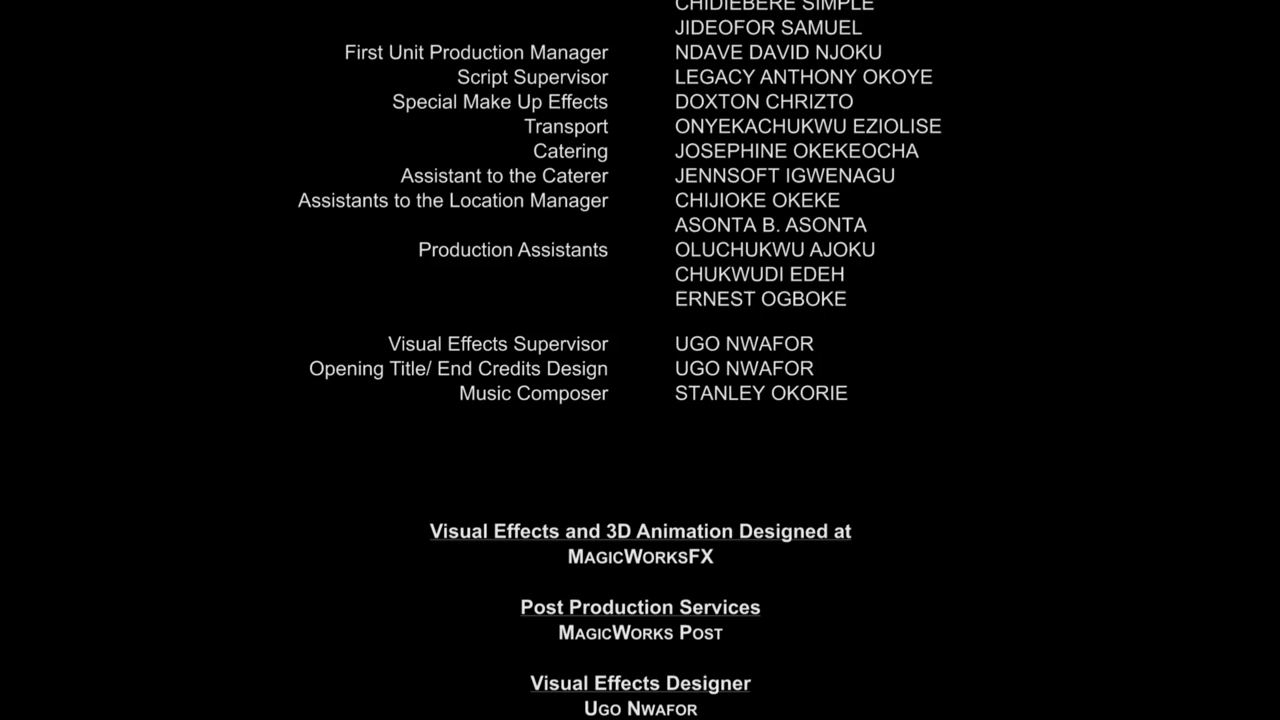 CHIDIEBERE SIMPLE
JIDEOFOR SAMUEL
First Unit Production Manager NDAVE DAVID NJOKU
Script Supervisor LEGACY ANTHONY OKOYE
Special Make Up Effects DOXTON CHRIZTO
Transport ONYEKACHUKWU EZIOLISE
Catering JOSEPHINE OKEKEOCHA
Assistant to the Caterer JENNSOFT IGWENAGU
Assistants to the Location Manager CHIJIOKE OKEKE
ASONTA B. ASONTA
Production Assistants OLUCHUKWU AJOKU
CHUKWUDI EDEH
ERNEST OGBOKE
Visual Effects Supervisor UGO NWAFOR
Opening Title/ End Credits Design UGO NWAFOR
Music Composer STANLEY OKORIE
Visual Effects and 3D Animation Designed at
MAGICWORKSFX
Post Production Services
MAGICWORKS POST
Visual Effects Designer
UGO NWAFOR